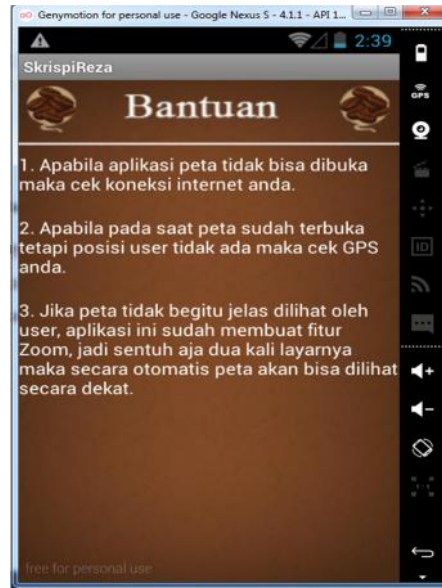 Genymotion for personal use - Google Nexus S - 4.1.1 - API 1...
2:39
SkrispiReza
Bantuan
1. Apabila aplikasi peta tidak bisa dibuka
maka cek koneksi internet anda.
2. Apabila pada saat peta sudah terbuka
tetapi posisi user tidak ada maka cek GPS
anda.
3. Jika peta tidak begitu jelas dilihat oleh
user, aplikasi ini sudah membuat fitur
Zoom, jadi sentuh aja dua kali layarnya
maka secara otomatis peta akan bisa dilihat
secara dekat.
free for personal use
GPS
ID
1:1